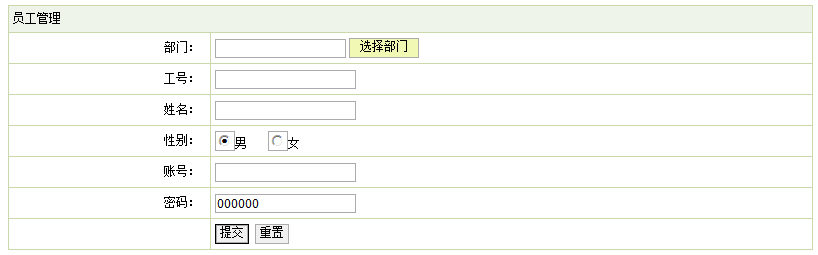 员工管理
部门： 选择部门
工号：
姓名：
性别： 男 女
账号：
密码： 000000
提交 重置